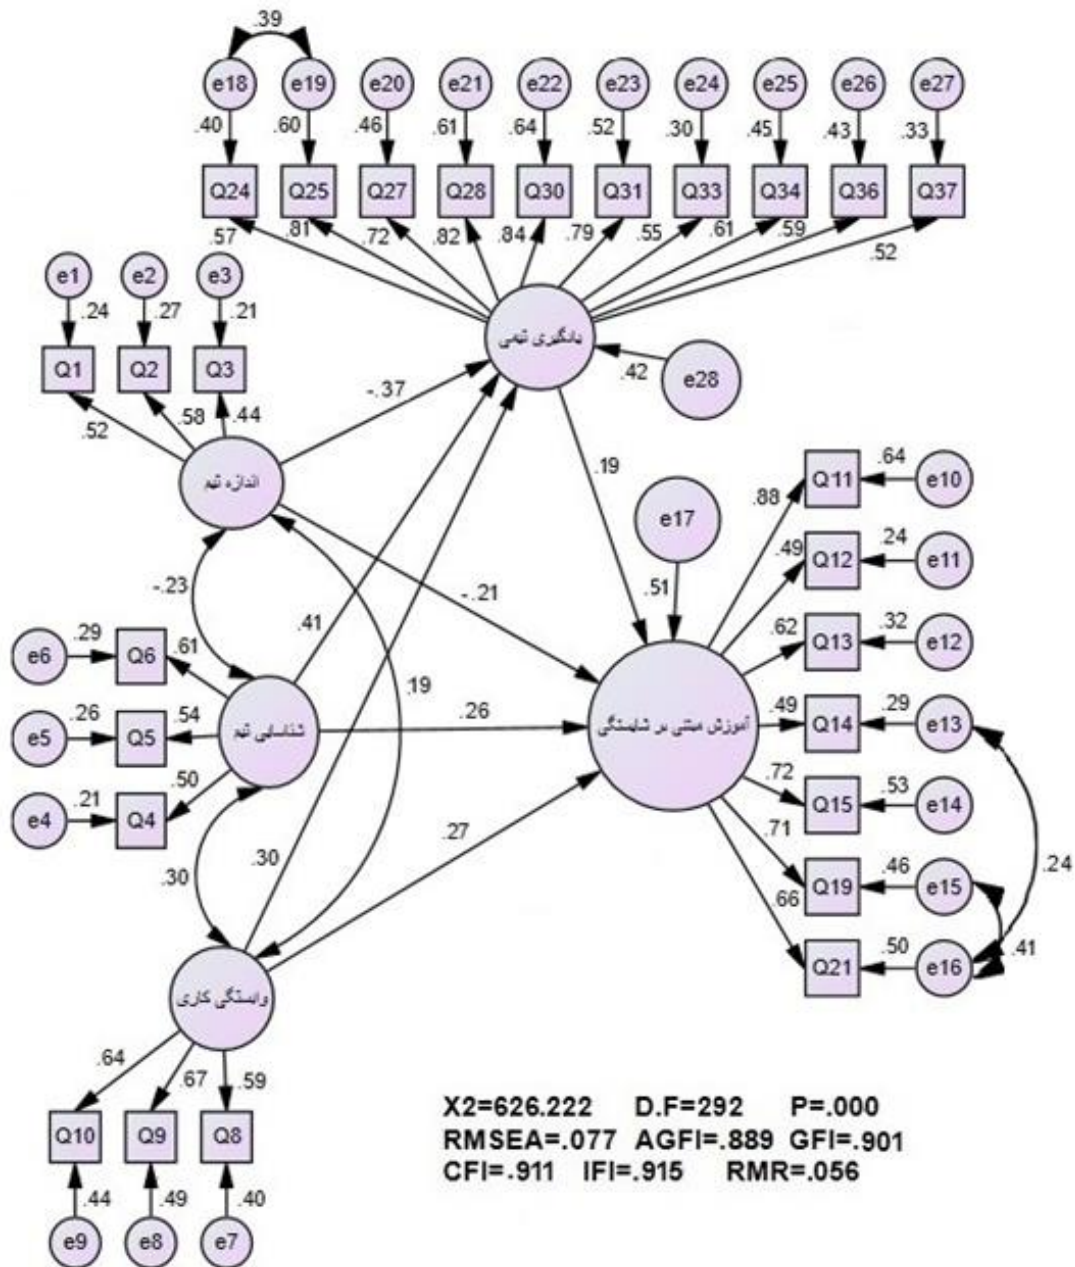 .39
e18 e19 e20 e21 e22 e23 e24 e25 e26 e27
.40 .60 .46 .61 .64 .52 .30 .45 .43 .33
Q24 Q25 Q27 Q28 Q30 Q31 Q33 Q34 Q36 Q37
.57 .81 .72 .82 .84 .79 .55 .61 .59 .52
e1 e2 e3
.24 .27 .21
یادگیری تیمی
Q1 Q2 Q3
.42 e28
-.37
.52 .58 .44
اندازه تیم
.19
Q11 .64 e10
.88
e17
.49 Q12 .24 e11
-.23
-.21
.51
.41
.62 Q13 .32 e12
e6 .29 Q6 .61
.19
شناسایی تیم
.26
آموزش مبتنی بر شایستگی
.49 Q14 .29 e13
e5 .26 Q5 .54
.50
e4 .21 Q4
.72 Q15 .53 e14
.27
.71
.30
.30
.66 Q19 .46 e15
.24
.41
Q21 .50 e16
وابستگی کاری
.64 .67 .59
Q10 Q9 Q8
.44 .49 .40
e9 e8 e7
X2=626.222 D.F=292 P=.000
RMSEA=.077 AGFI=.889 GFI=.901
CFI=.911 IFI=.915 RMR=.056